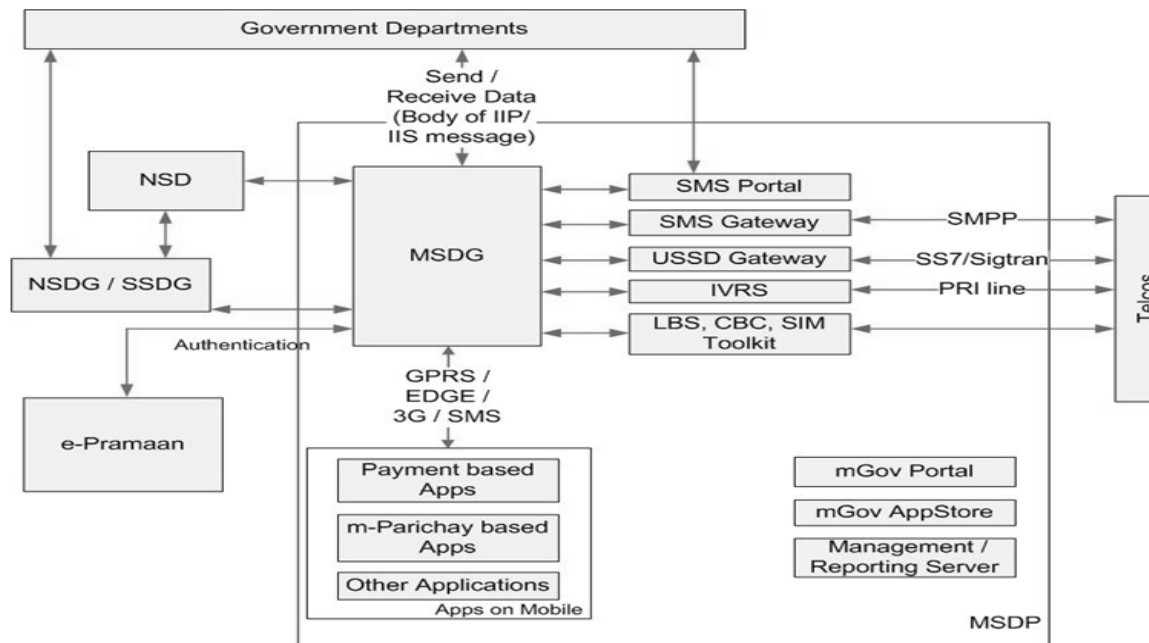 Government Departments
Send /
Receive Data
(Body of IIP/
IIS message)
NSD
NSDG / SSDG
MSDG
SMS Portal
SMS Gateway
SMPP
USSD Gateway
SS7/Sigtran
IVRS
PRI line
LBS, CBC, SIM
Toolkit
Telcos
Authentication
e-Pramaan
GPRS /
EDGE /
3G / SMS
Payment based
Apps
m-Parichay based
Apps
Other Applications
Apps on Mobile
mGov Portal
mGov AppStore
Management /
Reporting Server
MSDP